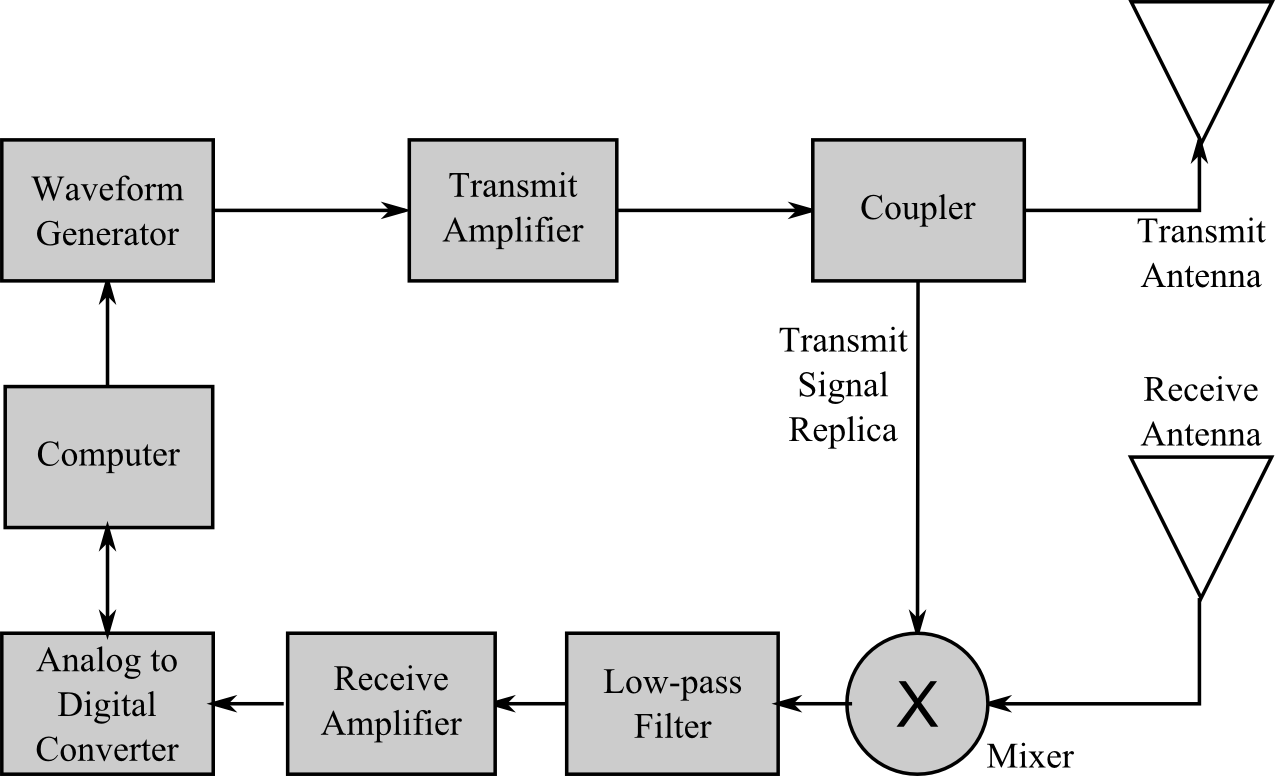 Waveform
Generator
Transmit
Amplifier
Coupler
Transmit
Antenna
Transmit
Signal
Replica
Receive
Antenna
Computer
Analog to
Digital
Converter
Receive
Amplifier
Low-pass
Filter
X
Mixer